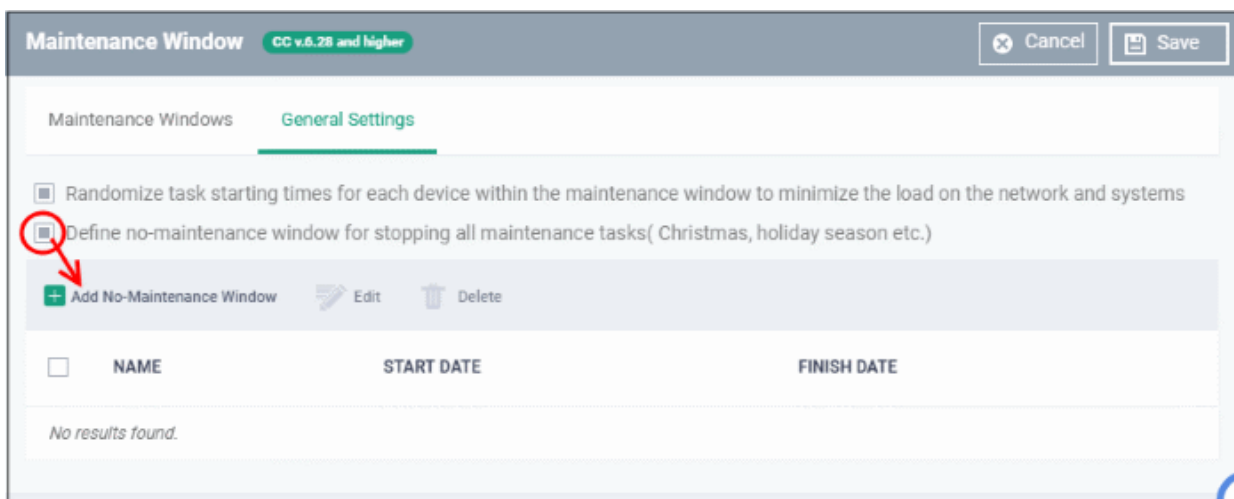 Maintenance Window CC v.6.28 and higher Cancel Save
Maintenance Windows General Settings
Randomize task starting times for each device within the maintenance window to minimize the load on the network and systems
Define no-maintenance window for stopping all maintenance tasks( Christmas, holiday season etc.)
Add No-Maintenance Window Edit Delete
NAME START DATE FINISH DATE
No results found.